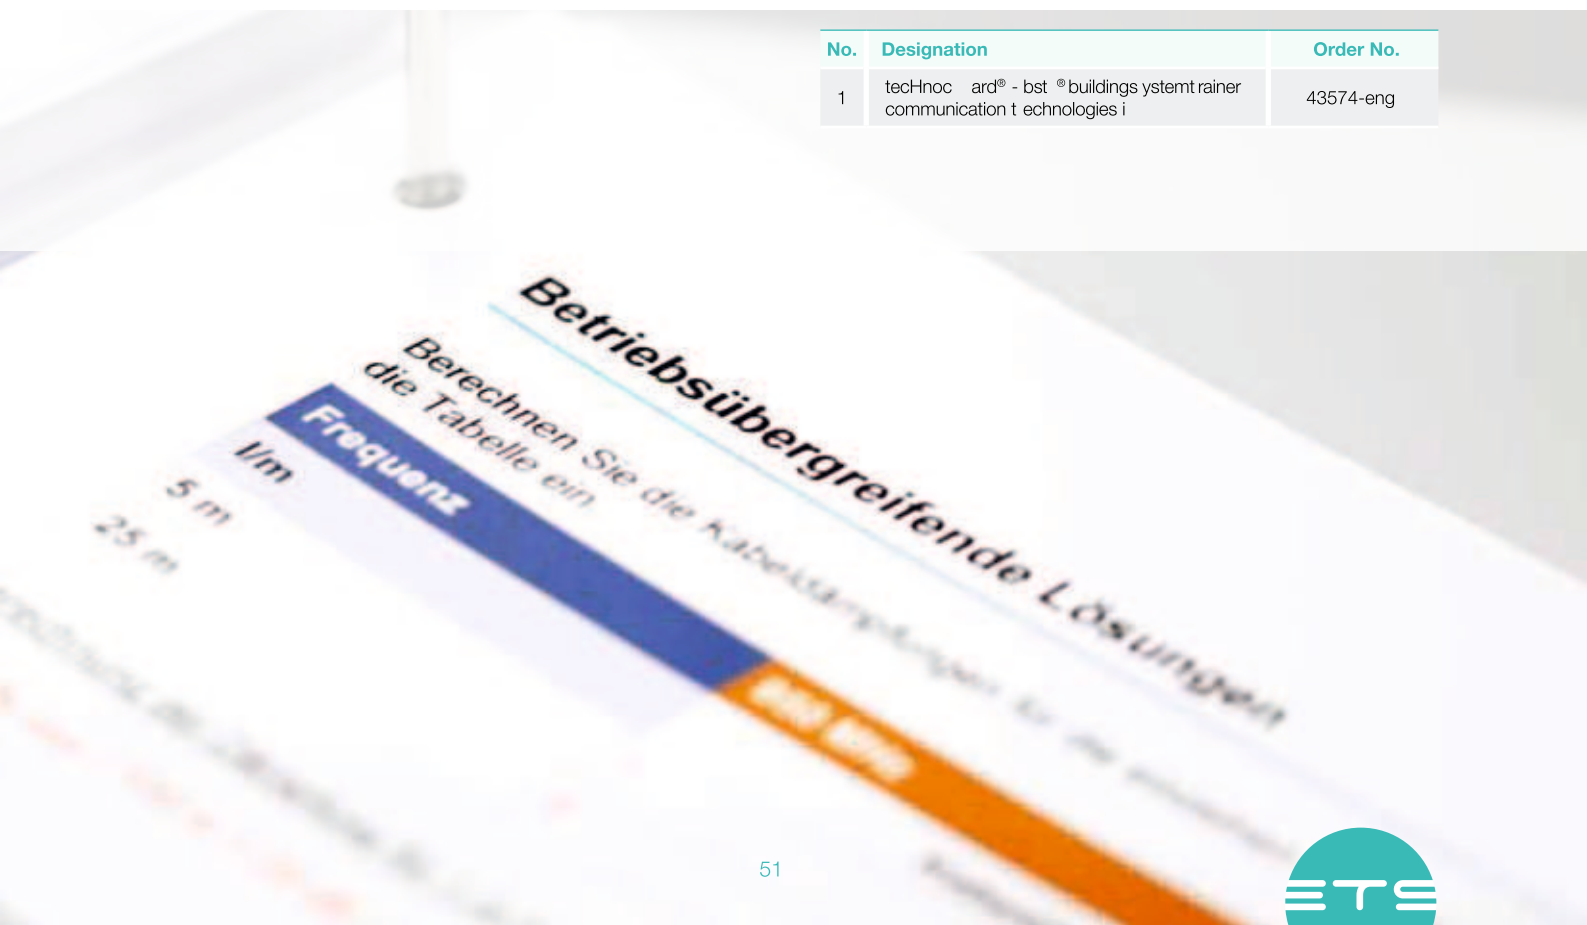 No. Designation Order No.
1 tecHnoc ard® - bst ® buildings ystemt rainer 43574-eng
communication t echnologies i
Betriebsübergreifende Lösungen
Berechnen Sie die Kabeldämpfungen für die
die Tabelle ein.
Frequenz
l/m
5 m
25 m
51
ETS